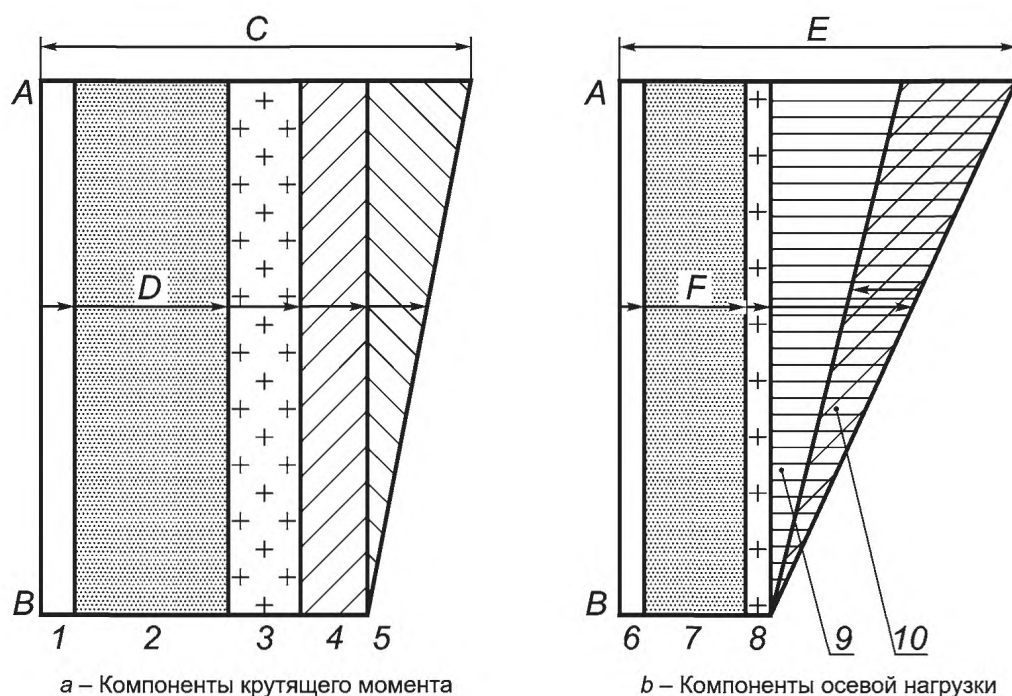 C
E
A
A
D
F
B
B
1 2 3 4 5
6 7 8 9 10
a – Компоненты крутящего момента
b – Компоненты осевой нагрузки